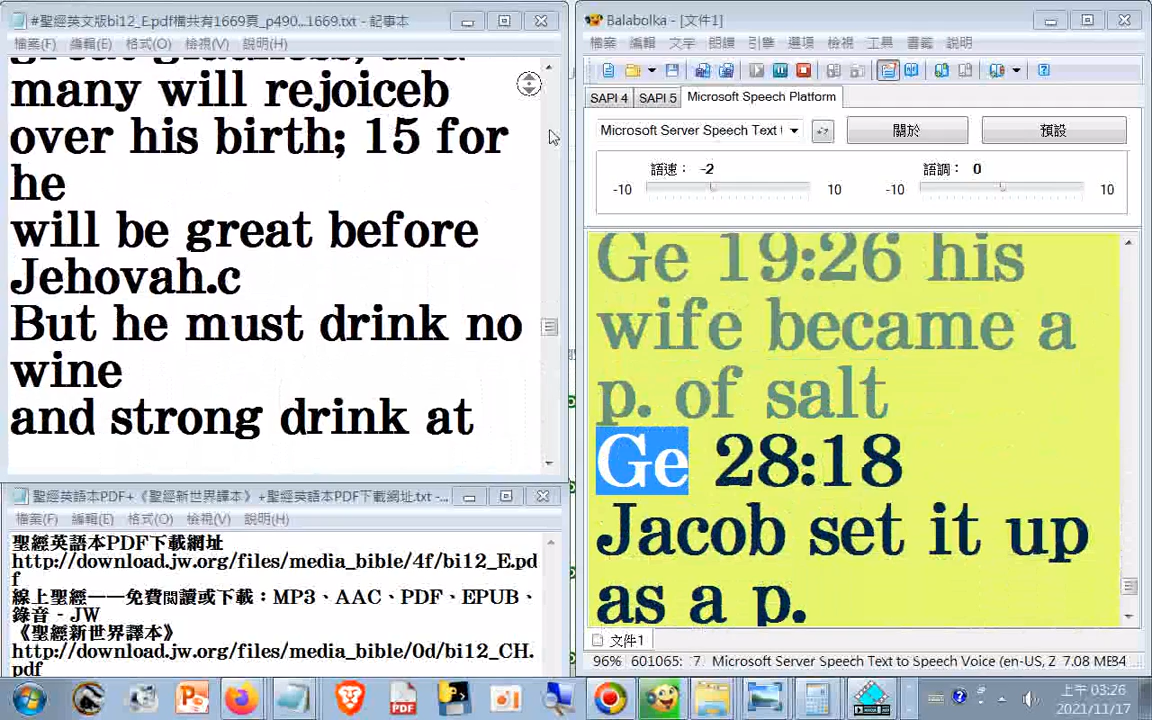 #聖經英文版bi12_E.pdf檔共有1669頁_p490...1669.txt - 記事本
檔案(F) 編輯(E) 格式(O) 檢視(V) 說明(H)
many will rejoiceb
over his birth; 15 for
he
will be great before
Jehovah.c
But he must drink no
wine
and strong drink at
聖經英語本PDF+《聖經新世界譯本》+聖經英語本PDF下載網址.txt - ...
檔案(F) 編輯(E) 格式(O) 檢視(V) 說明(H)
聖經英語本PDF下載網址
http://download.jw.org/files/media_bible/4f/bi12_E.pd
f
線上聖經——免費閱讀或下載：MP3、AAC、PDF、EPUB、
錄音 - JW
《聖經新世界譯本》
http://download.jw.org/files/media_bible/0d/bi12_CH.
pdf
Balabolka - [文件1]
檔案 編輯 文字 朗讀 引擎 選項 檢視 工具 書籤 說明
SAPI 4 SAPI 5 Microsoft Speech Platform
Microsoft Server Speech Text 關於 預設
語速： -2 語調： 0
-10 10 -10 10
Ge 19:26 his
wife became a
p. of salt
Ge 28:18
Jacob set it up
as a p.
文件1
96% 601065: 7 Microsoft Server Speech Text to Speech Voice (en-US, Z 7.08 MB
上午 03:26
2021/11/17